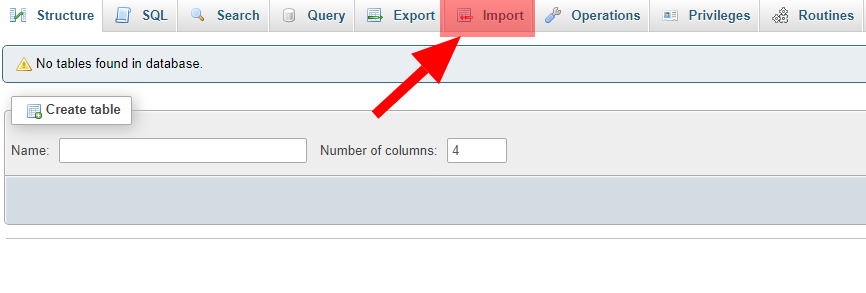 Structure SQL Search Query Export Import Operations Privileges Routines
No tables found in database.
Create table
Name: Number of columns: 4